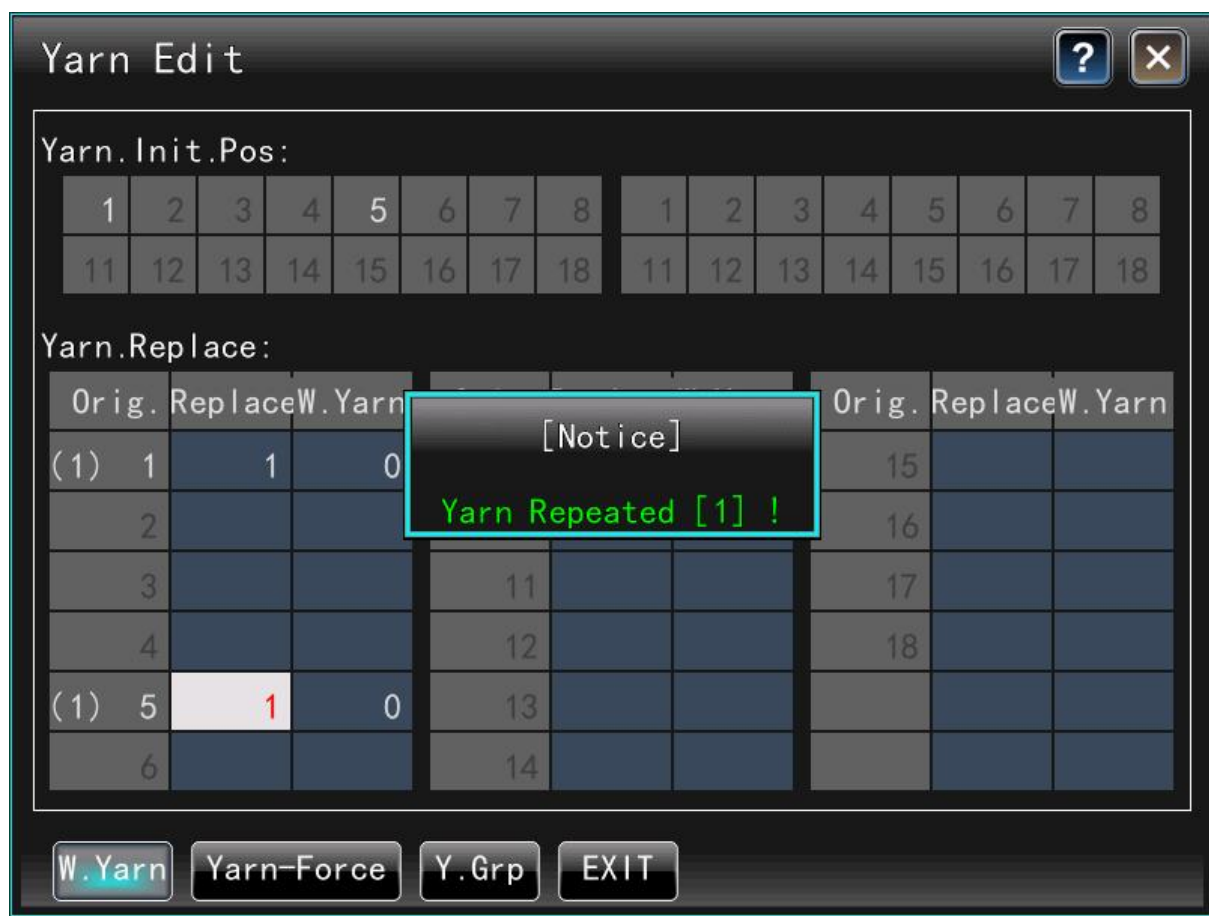 Yarn Edit ? ×
Yarn.Init.Pos:
1 2 3 4 5 6 7 8 1 2 3 4 5 6 7 8
11 12 13 14 15 16 17 18 11 12 13 14 15 16 17 18
Yarn.Replace:
Orig. Replace W.Yarn Orig. Replace W.Yarn
[Notice]
(1) 1 1 0 15
Yarn Repeated [1] !
2 16
3 11 17
4 12 18
(1) 5 1 0 13
6 14
W.Yarn Yarn-Force Y.Grp EXIT